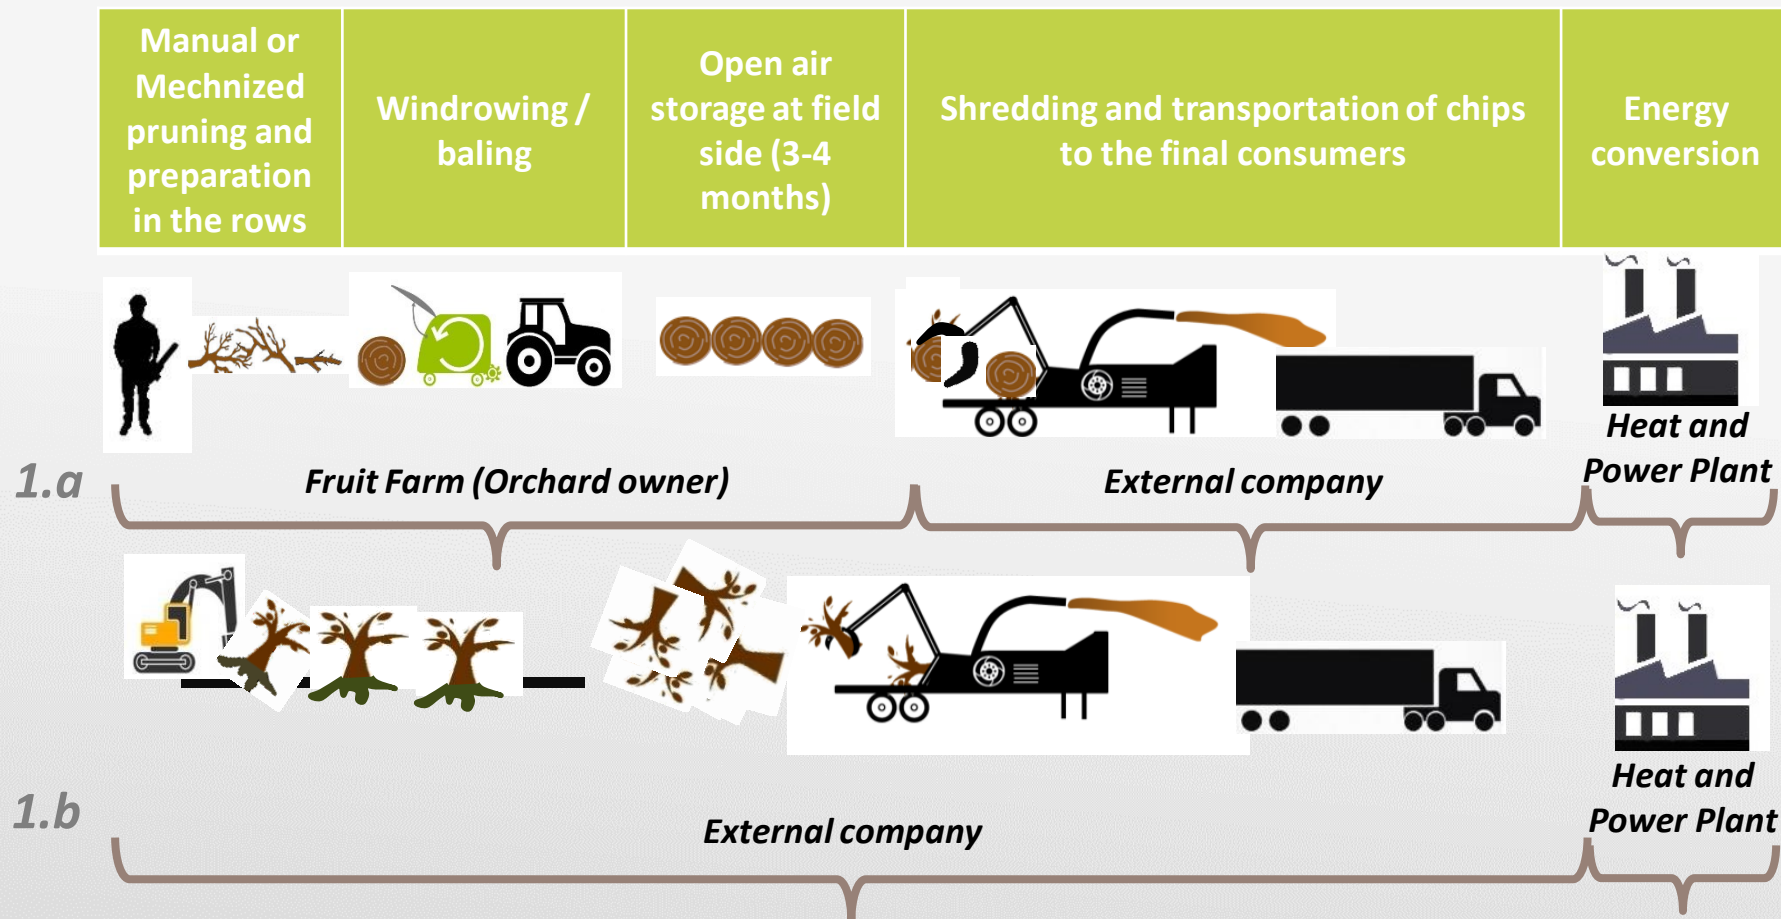 Manual or
Mechnized
pruning and
preparation
in the rows
Windrowing /
baling
Open air
storage at field
side (3-4
months)
Shredding and transportation of chips
to the final consumers
Energy
conversion
1.a
Fruit Farm (Orchard owner)
External company
Heat and
Power Plant
1.b
External company
Heat and
Power Plant